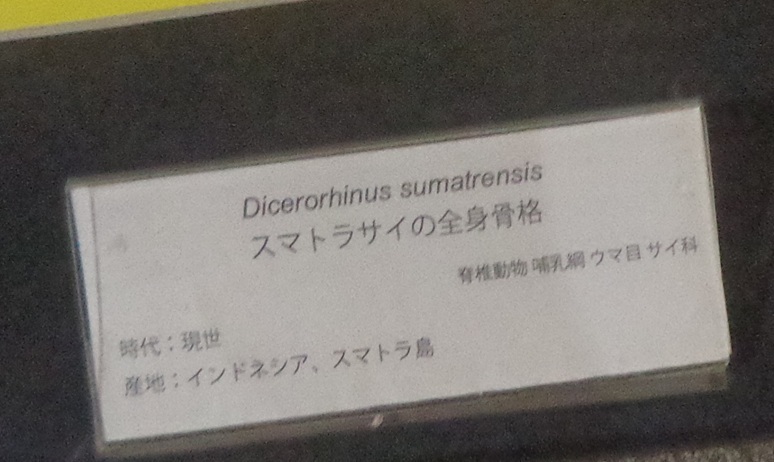 Dicerorhinus sumatrensis
スマトラサイの全身骨格
脊椎動物 哺乳綱 ウマ目 サイ科
時代：現世
産地：インドネシア、スマトラ島